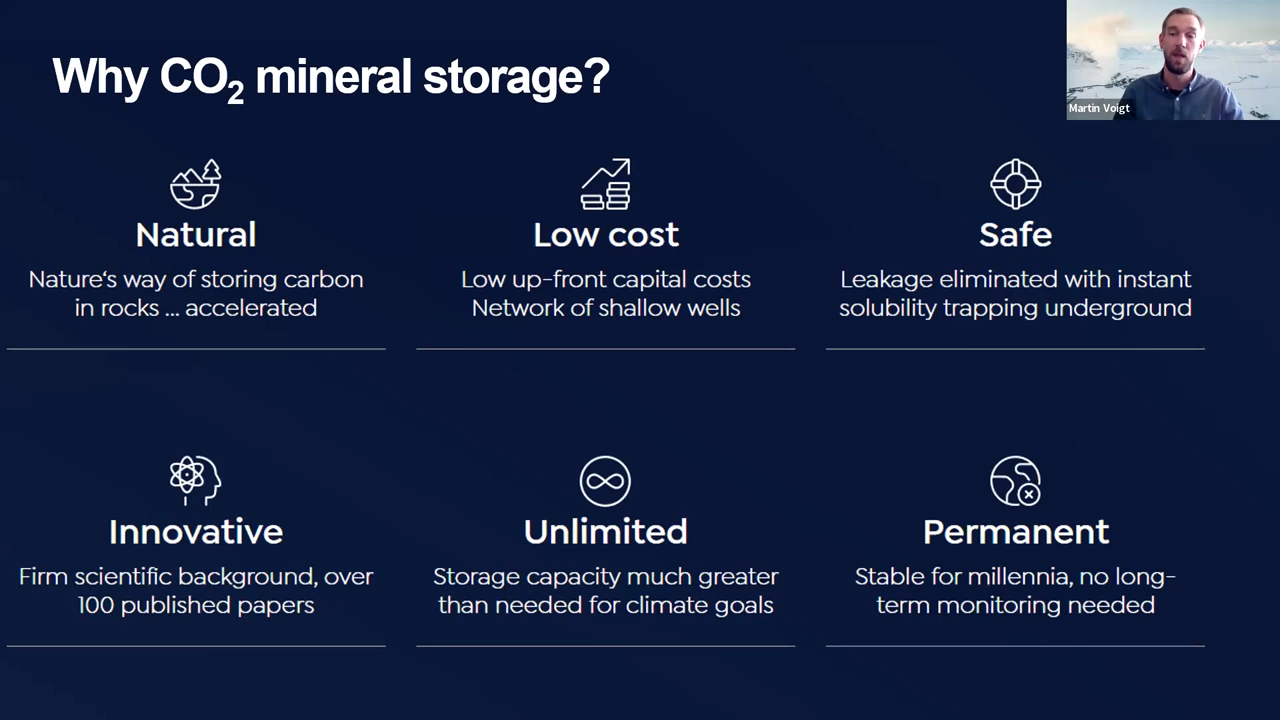 Why CO₂ mineral storage?
Martin Voigt
Natural
Nature‘s way of storing carbon
in rocks ... accelerated
Low cost
Low up-front capital costs
Network of shallow wells
Safe
Leakage eliminated with instant
solubility trapping underground
Innovative
Firm scientific background, over
100 published papers
Unlimited
Storage capacity much greater
than needed for climate goals
Permanent
Stable for millennia, no long-
term monitoring needed